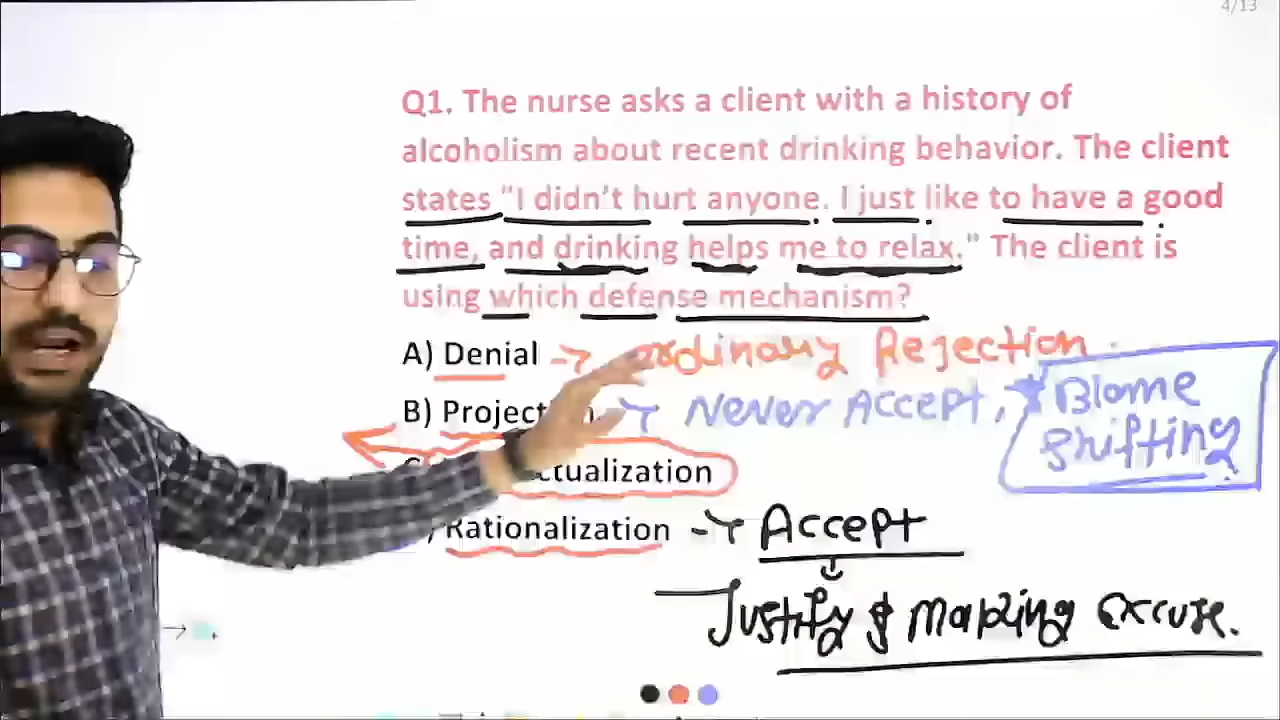 4/13
Q1. The nurse asks a client with a history of
alcoholism about recent drinking behavior. The client
states "I didn't hurt anyone. I just like to have a good
time, and drinking helps me to relax." The client is
using which defense mechanism?
A) Denial → ordinary Rejection.
B) Project n. → Never Accept, * Blome
shifting
ctualization
Rationalization → Accept
Justify & Making excuse.